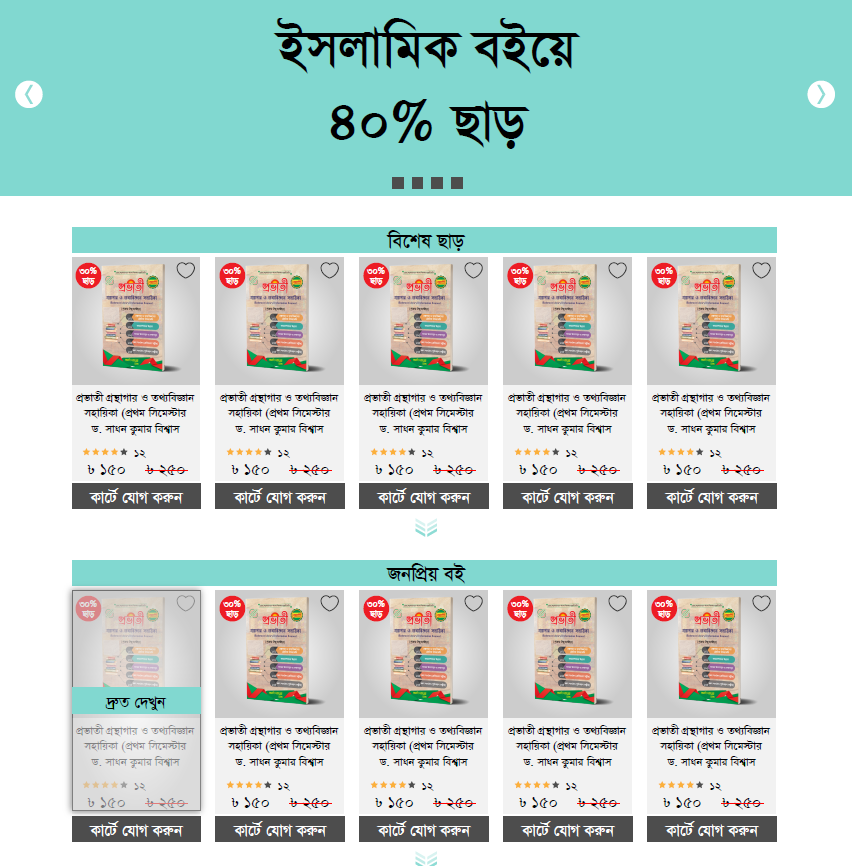 ইসলামিক বইয়ে
৪০% ছাড়
বিশেষ ছাড়
৩০% ৩০% ৩০% ৩০% ৩০%
ছাড় ছাড় ছাড় ছাড় ছাড়
প্রভাতী প্রভাতী প্রভাতী প্রভাতী প্রভাতী
প্রভাতী গ্রন্থাগার ও তথ্যবিজ্ঞান প্রভাতী গ্রন্থাগার ও তথ্যবিজ্ঞান প্রভাতী গ্রন্থাগার ও তথ্যবিজ্ঞান প্রভাতী গ্রন্থাগার ও তথ্যবিজ্ঞান প্রভাতী গ্রন্থাগার ও তথ্যবিজ্ঞান
সহায়িকা (প্রথম সিমেস্টার সহায়িকা (প্রথম সিমেস্টার সহায়িকা (প্রথম সিমেস্টার সহায়িকা (প্রথম সিমেস্টার সহায়িকা (প্রথম সিমেস্টার
ড. সাধন কুমার বিশ্বাস ড. সাধন কুমার বিশ্বাস ড. সাধন কুমার বিশ্বাস ড. সাধন কুমার বিশ্বাস ড. সাধন কুমার বিশ্বাস
১২ ১২ ১২ ১২ ১২
৳ ১৫০ ৳ ২৫০ ৳ ১৫০ ৳ ২৫০ ৳ ১৫০ ৳ ২৫০ ৳ ১৫০ ৳ ২৫০ ৳ ১৫০ ৳ ২৫০
কার্টে যোগ করুন কার্টে যোগ করুন কার্টে যোগ করুন কার্টে যোগ করুন কার্টে যোগ করুন
জনপ্রিয় বই
৩০% ৩০% ৩০% ৩০% ৩০%
ছাড় ছাড় ছাড় ছাড় ছাড়
প্রভাতী প্রভাতী প্রভাতী প্রভাতী প্রভাতী
দ্রুত দেখুন
প্রভাতী গ্রন্থাগার ও তথ্যবিজ্ঞান প্রভাতী গ্রন্থাগার ও তথ্যবিজ্ঞান প্রভাতী গ্রন্থাগার ও তথ্যবিজ্ঞান প্রভাতী গ্রন্থাগার ও তথ্যবিজ্ঞান প্রভাতী গ্রন্থাগার ও তথ্যবিজ্ঞান
সহায়িকা (প্রথম সিমেস্টার সহায়িকা (প্রথম সিমেস্টার সহায়িকা (প্রথম সিমেস্টার সহায়িকা (প্রথম সিমেস্টার সহায়িকা (প্রথম সিমেস্টার
ড. সাধন কুমার বিশ্বাস ড. সাধন কুমার বিশ্বাস ড. সাধন কুমার বিশ্বাস ড. সাধন কুমার বিশ্বাস ড. সাধন কুমার বিশ্বাস
১২ ১২ ১২ ১২ ১২
৳ ১৫০ ৳ ২৫০ ৳ ১৫০ ৳ ২৫০ ৳ ১৫০ ৳ ২৫০ ৳ ১৫০ ৳ ২৫০ ৳ ১৫০ ৳ ২৫০
কার্টে যোগ করুন কার্টে যোগ করুন কার্টে যোগ করুন কার্টে যোগ করুন কার্টে যোগ করুন